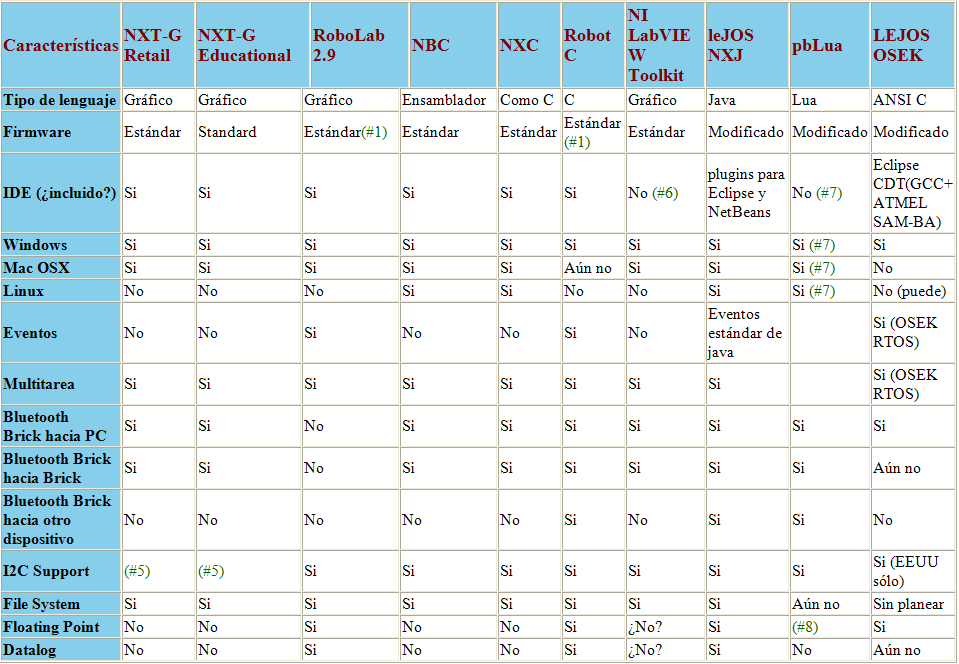 Características NXT-G Retail NXT-G Educational RoboLab 2.9 NBC NXC Robot C NI LabVIEW Toolkit leJOS NXJ pbLua LEJOS OSEK
Tipo de lenguaje Gráfico Gráfico Gráfico Ensamblador Como C C Gráfico Java Lua ANSI C
Firmware Estándar Standard Estándar(#1) Estándar Estándar Estándar (#1) Estándar Modificado Modificado Modificado
IDE (¿incluido?) Si Si Si Si Si Si No (#6) plugins para Eclipse y NetBeans No (#7) Eclipse CDT(GCC+ ATMEL SAM-BA)
Windows Si Si Si Si Si Si Si Si Si (#7) Si
Mac OSX Si Si Si Si Si Aún no Si Si Si (#7) No
Linux No No No Si Si No No Si Si (#7) No (puede)
Eventos No No Si No No Si No Eventos estándar de java Si (OSEK RTOS)
Multitarea Si Si Si Si Si Si Si Si Si (OSEK RTOS)
Bluetooth Brick hacia PC Si Si No Si Si Si Si Si Si Si
Bluetooth Brick hacia Brick Si Si No Si Si Si Si Si Si Aún no
Bluetooth Brick hacia otro dispositivo No No No No No Si No Si Si No
I2C Support (#5) (#5) Si Si Si Si Si Si Si Si (EEUU sólo)
File System Si Si Si Si Si Si Si Si Aún no Sin planear
Floating Point No No Si No No Si ¿No? Si (#8) Si
Datalog No No Si No No Si ¿No? Si No Aún no